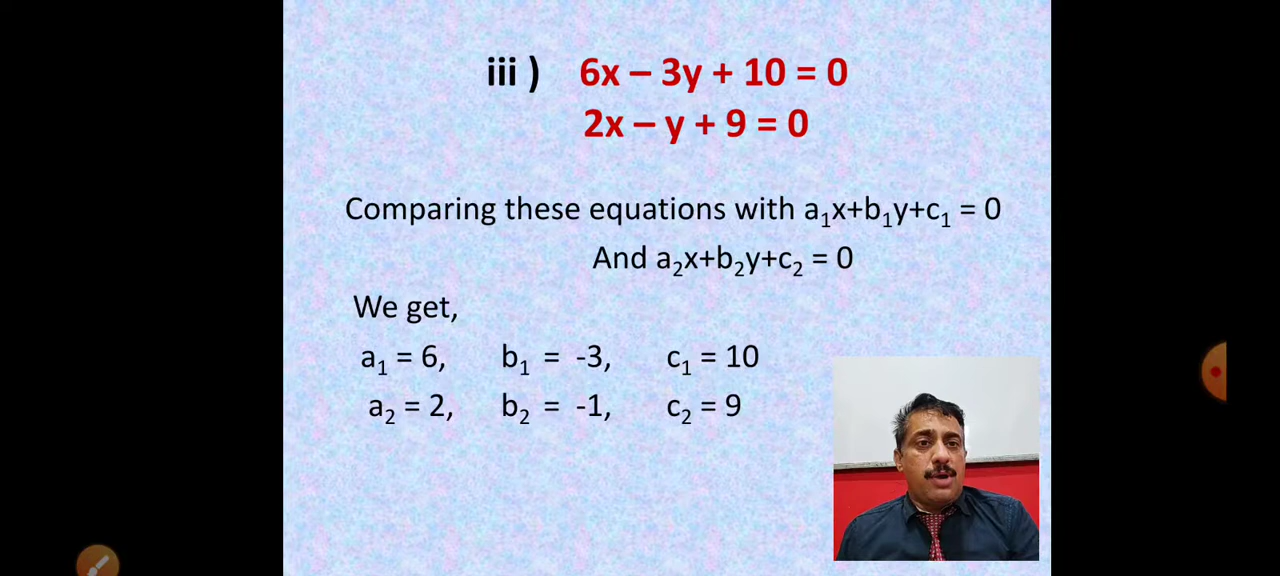 iii )   6x – 3y + 10 = 0
2x – y + 9 = 0
Comparing these equations with a₁x+b₁y+c₁ = 0
And a₂x+b₂y+c₂ = 0
We get,
a₁ = 6,   b₁ = -3,   c₁ = 10
a₂ = 2,   b₂ = -1,   c₂ = 9